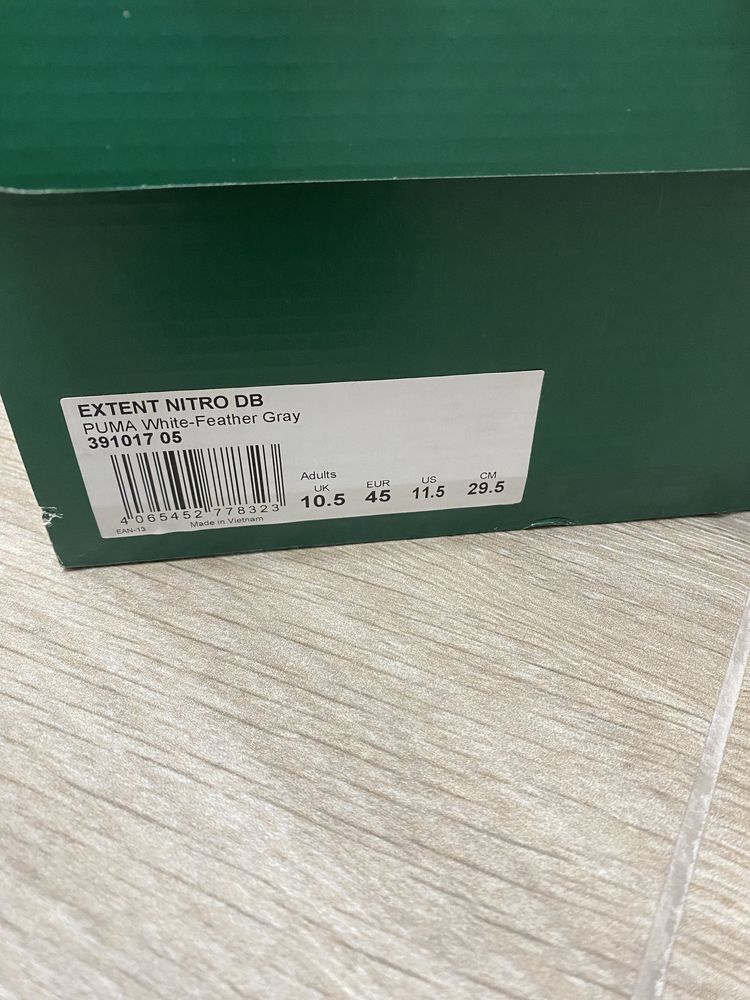 EXTENT NITRO DB
PUMA White-Feather Gray
391017 05
Adults
UK EUR US CM
10.5 45 11.5 29.5
4 065452 778323
EAN-13 Made in Vietnam